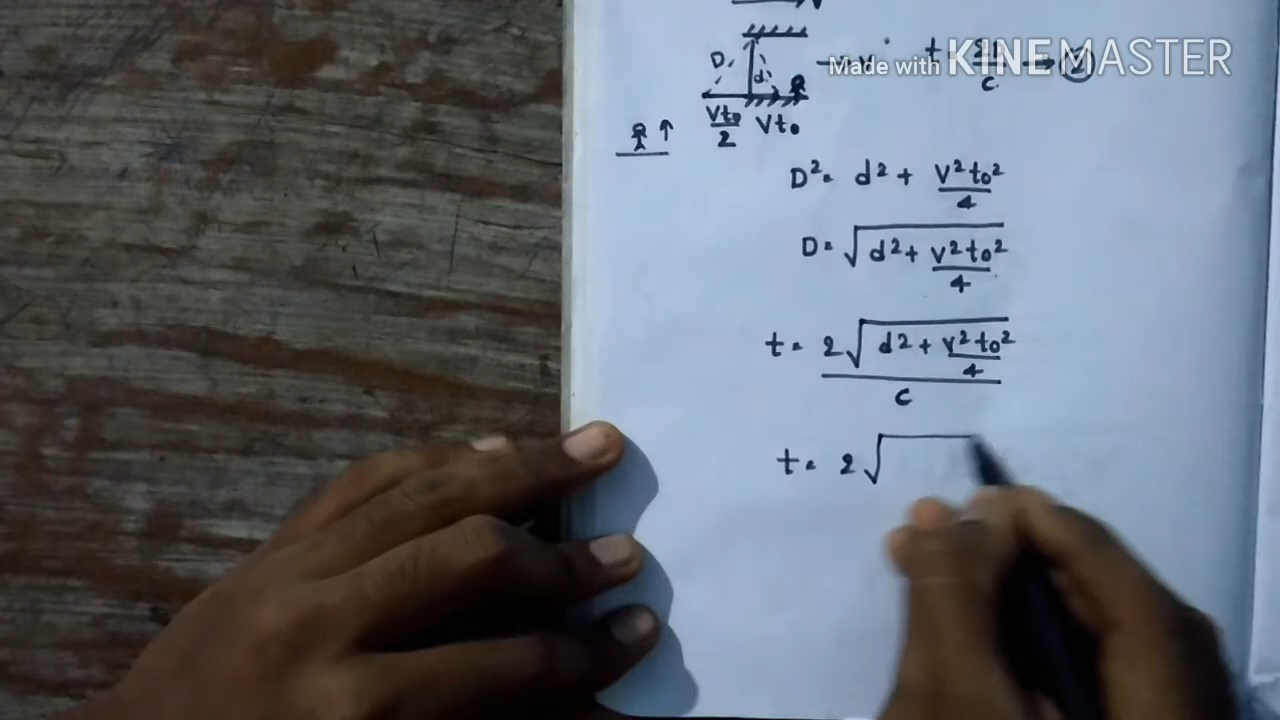 D d
Made with KINEMASTER
t
c
Vt₀/2 Vt₀
D² = d² + V²t₀²/4
D = √(d² + V²t₀²/4)
t = 2√(d² + V²t₀²/4)/c
t = 2√